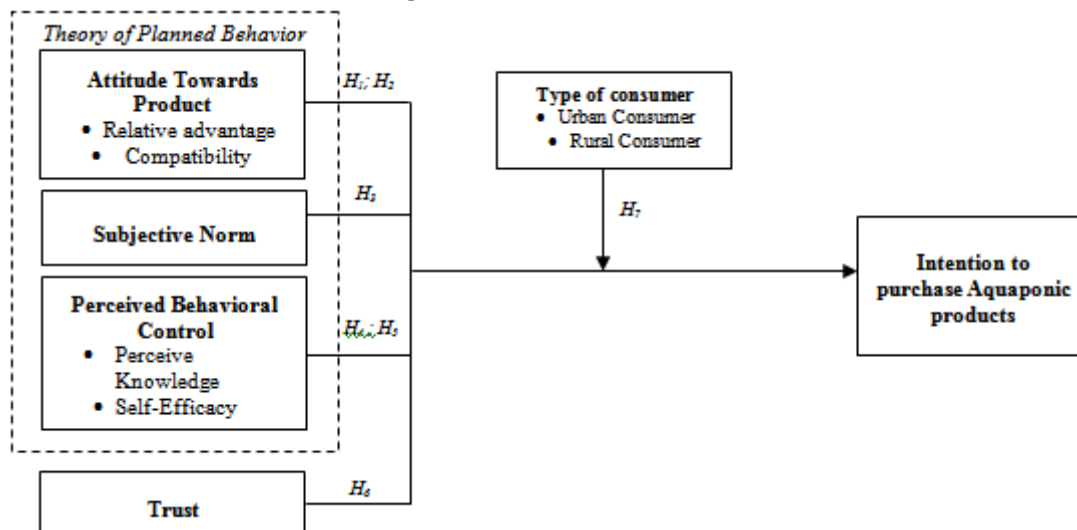 Theory of Planned Behavior
Attitude Towards
Product
• Relative advantage
• Compatibility
H1; H2
Subjective Norm
H3
Perceived Behavioral
Control
• Perceive
Knowledge
• Self-Efficacy
H4.; H5
Trust
H6
Type of consumer
• Urban Consumer
• Rural Consumer
H7
Intention to
purchase Aquaponic
products